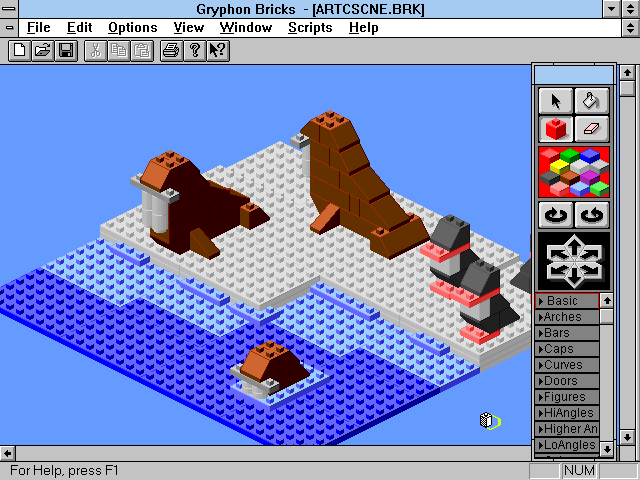 Gryphon Bricks - [ARTCSCNE.BRK]
File Edit Options View Window Scripts Help
Basic
Arches
Bars
Caps
Curves
Doors
Figures
HiAngles
Higher An
LoAngles
For Help, press F1
NUM